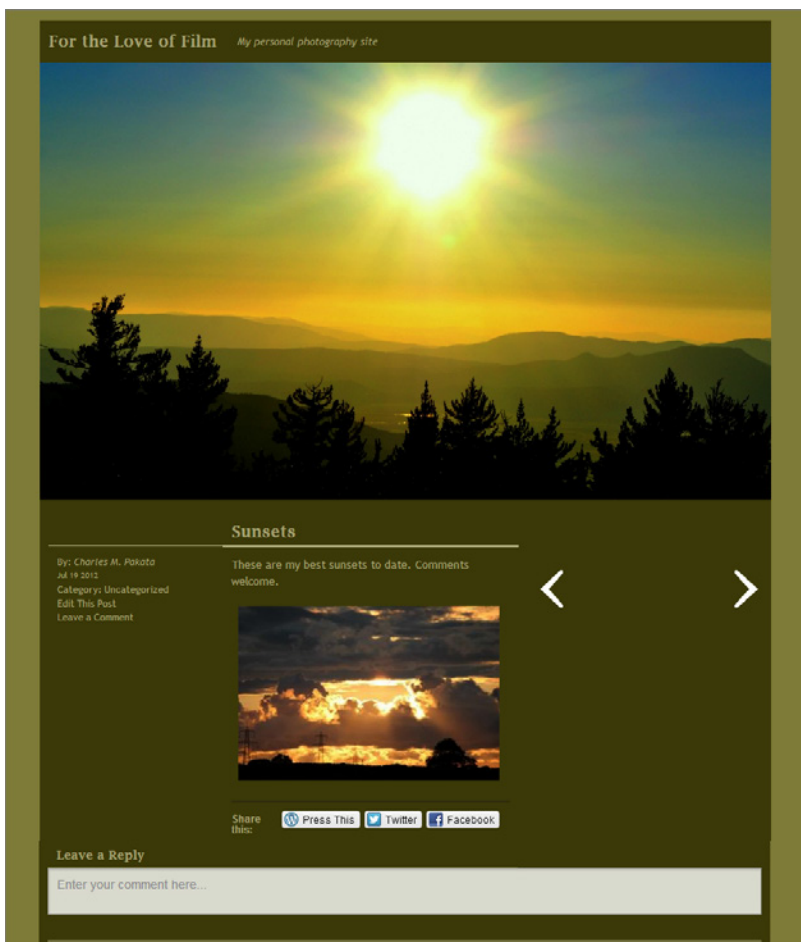 For the Love of Film
My personal photography site
Sunsets
By: Charles M. Pakata
Jul 19 2012
Category: Uncategorized
Edit This Post
Leave a Comment
These are my best sunsets to date. Comments
welcome.
Share
this:
Press This
Twitter
Facebook
Leave a Reply
Enter your comment here...